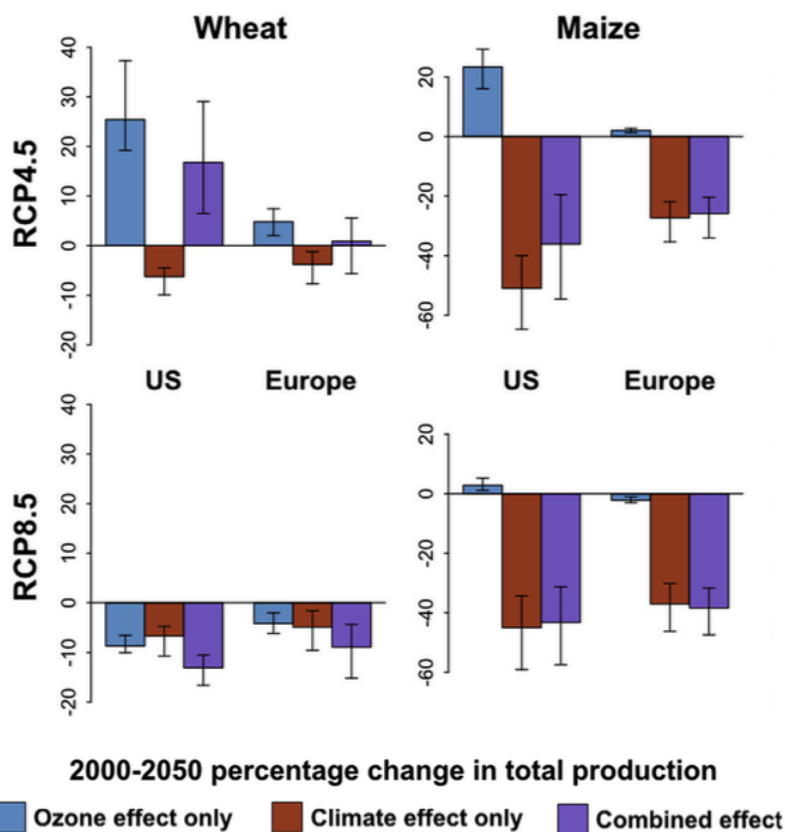 Wheat
Maize
RCP4.5
40
30
20
10
0
-10
-20
20
0
-20
-40
-60
US
Europe
US
Europe
RCP8.5
40
30
20
10
0
-10
-20
20
0
-20
-40
-60
2000-2050 percentage change in total production
Ozone effect only
Climate effect only
Combined effect